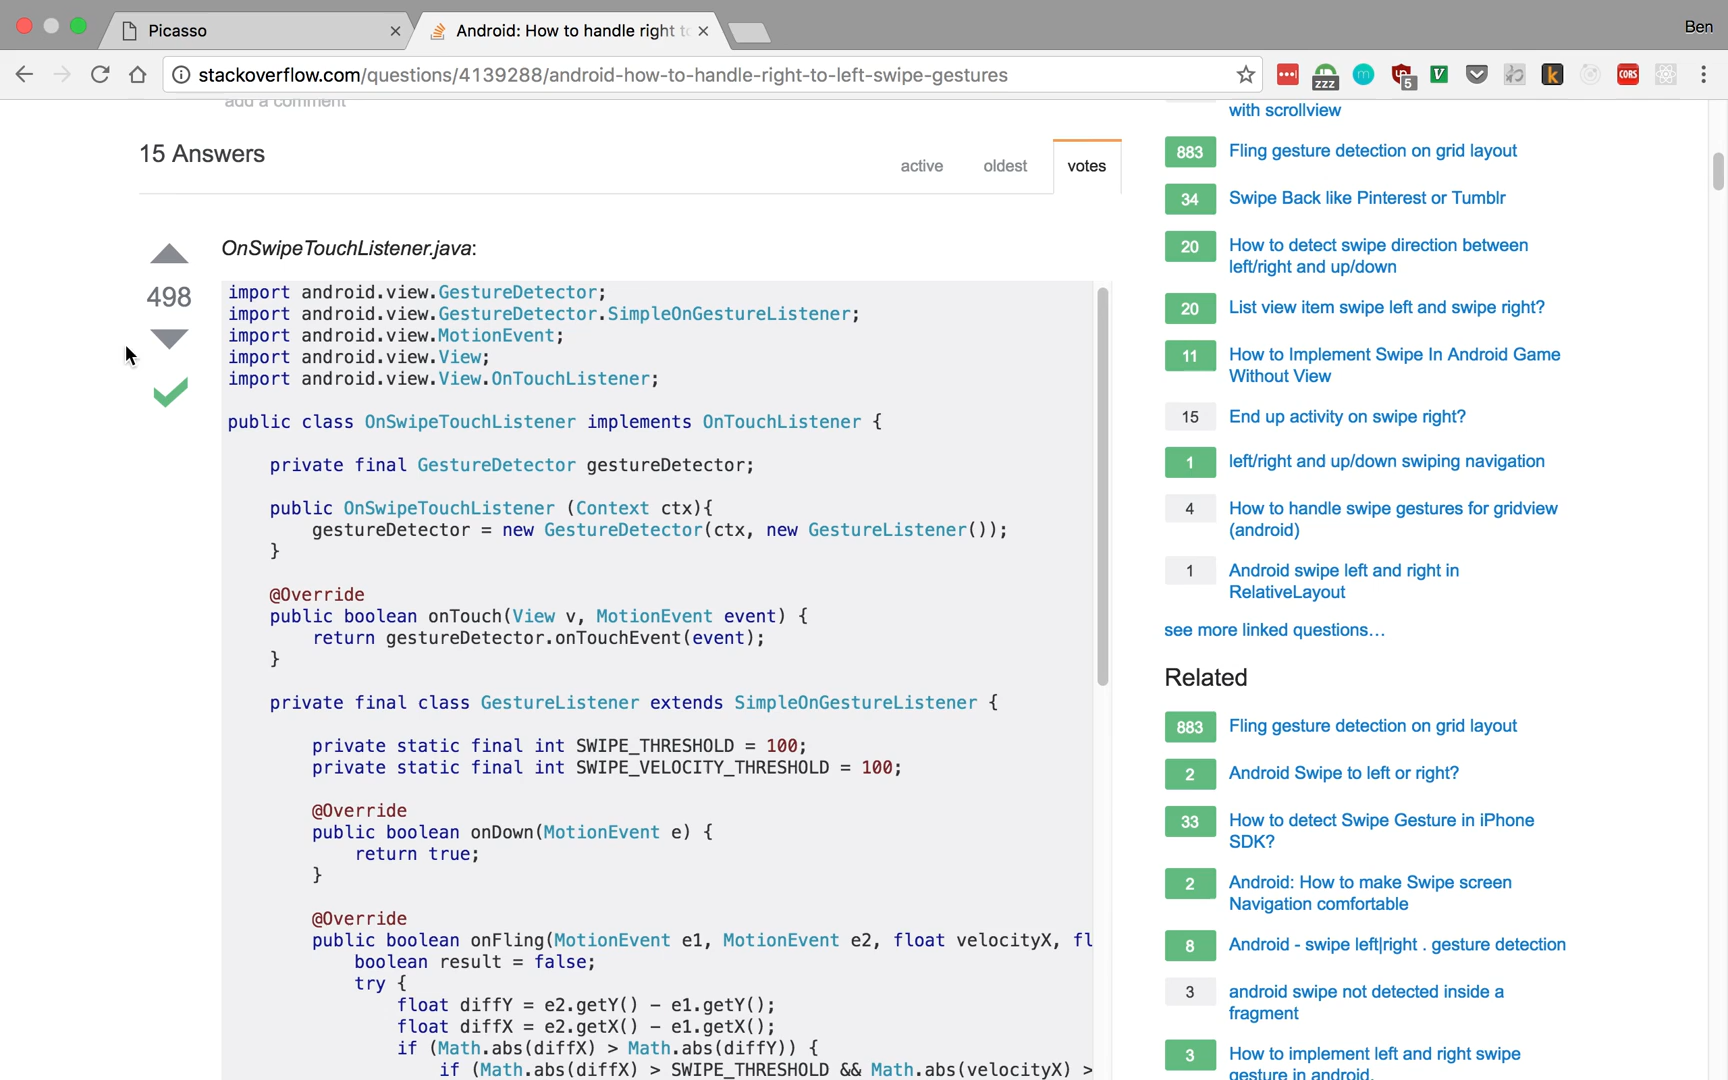 Picasso
Android: How to handle right to
Ben
stackoverflow.com/questions/4139288/android-how-to-handle-right-to-left-swipe-gestures
zzz
m
5
V
k
CORS
add a comment
15 Answers
active
oldest
votes
498
OnSwipeTouchListener.java:
import android.view.GestureDetector;
import android.view.GestureDetector.SimpleOnGestureListener;
import android.view.MotionEvent;
import android.view.View;
import android.view.View.OnTouchListener;
public class OnSwipeTouchListener implements OnTouchListener {
private final GestureDetector gestureDetector;
public OnSwipeTouchListener (Context ctx){
gestureDetector = new GestureDetector(ctx, new GestureListener());
}
@Override
public boolean onTouch(View v, MotionEvent event) {
return gestureDetector.onTouchEvent(event);
}
private final class GestureListener extends SimpleOnGestureListener {
private static final int SWIPE_THRESHOLD = 100;
private static final int SWIPE_VELOCITY_THRESHOLD = 100;
@Override
public boolean onDown(MotionEvent e) {
return true;
}
@Override
public boolean onFling(MotionEvent e1, MotionEvent e2, float velocityX, fl
boolean result = false;
try {
float diffY = e2.getY() - e1.getY();
float diffX = e2.getX() - e1.getX();
if (Math.abs(diffX) > Math.abs(diffY)) {
if (Math.abs(diffX) > SWIPE_THRESHOLD && Math.abs(velocityX) >
with scrollview
883 Fling gesture detection on grid layout
34 Swipe Back like Pinterest or Tumblr
20 How to detect swipe direction between
left/right and up/down
20 List view item swipe left and swipe right?
11 How to Implement Swipe In Android Game
Without View
15 End up activity on swipe right?
1 left/right and up/down swiping navigation
4 How to handle swipe gestures for gridview
(android)
1 Android swipe left and right in
RelativeLayout
see more linked questions…
Related
883 Fling gesture detection on grid layout
2 Android Swipe to left or right?
33 How to detect Swipe Gesture in iPhone
SDK?
2 Android: How to make Swipe screen
Navigation comfortable
8 Android - swipe left|right . gesture detection
3 android swipe not detected inside a
fragment
3 How to implement left and right swipe
gesture in android.